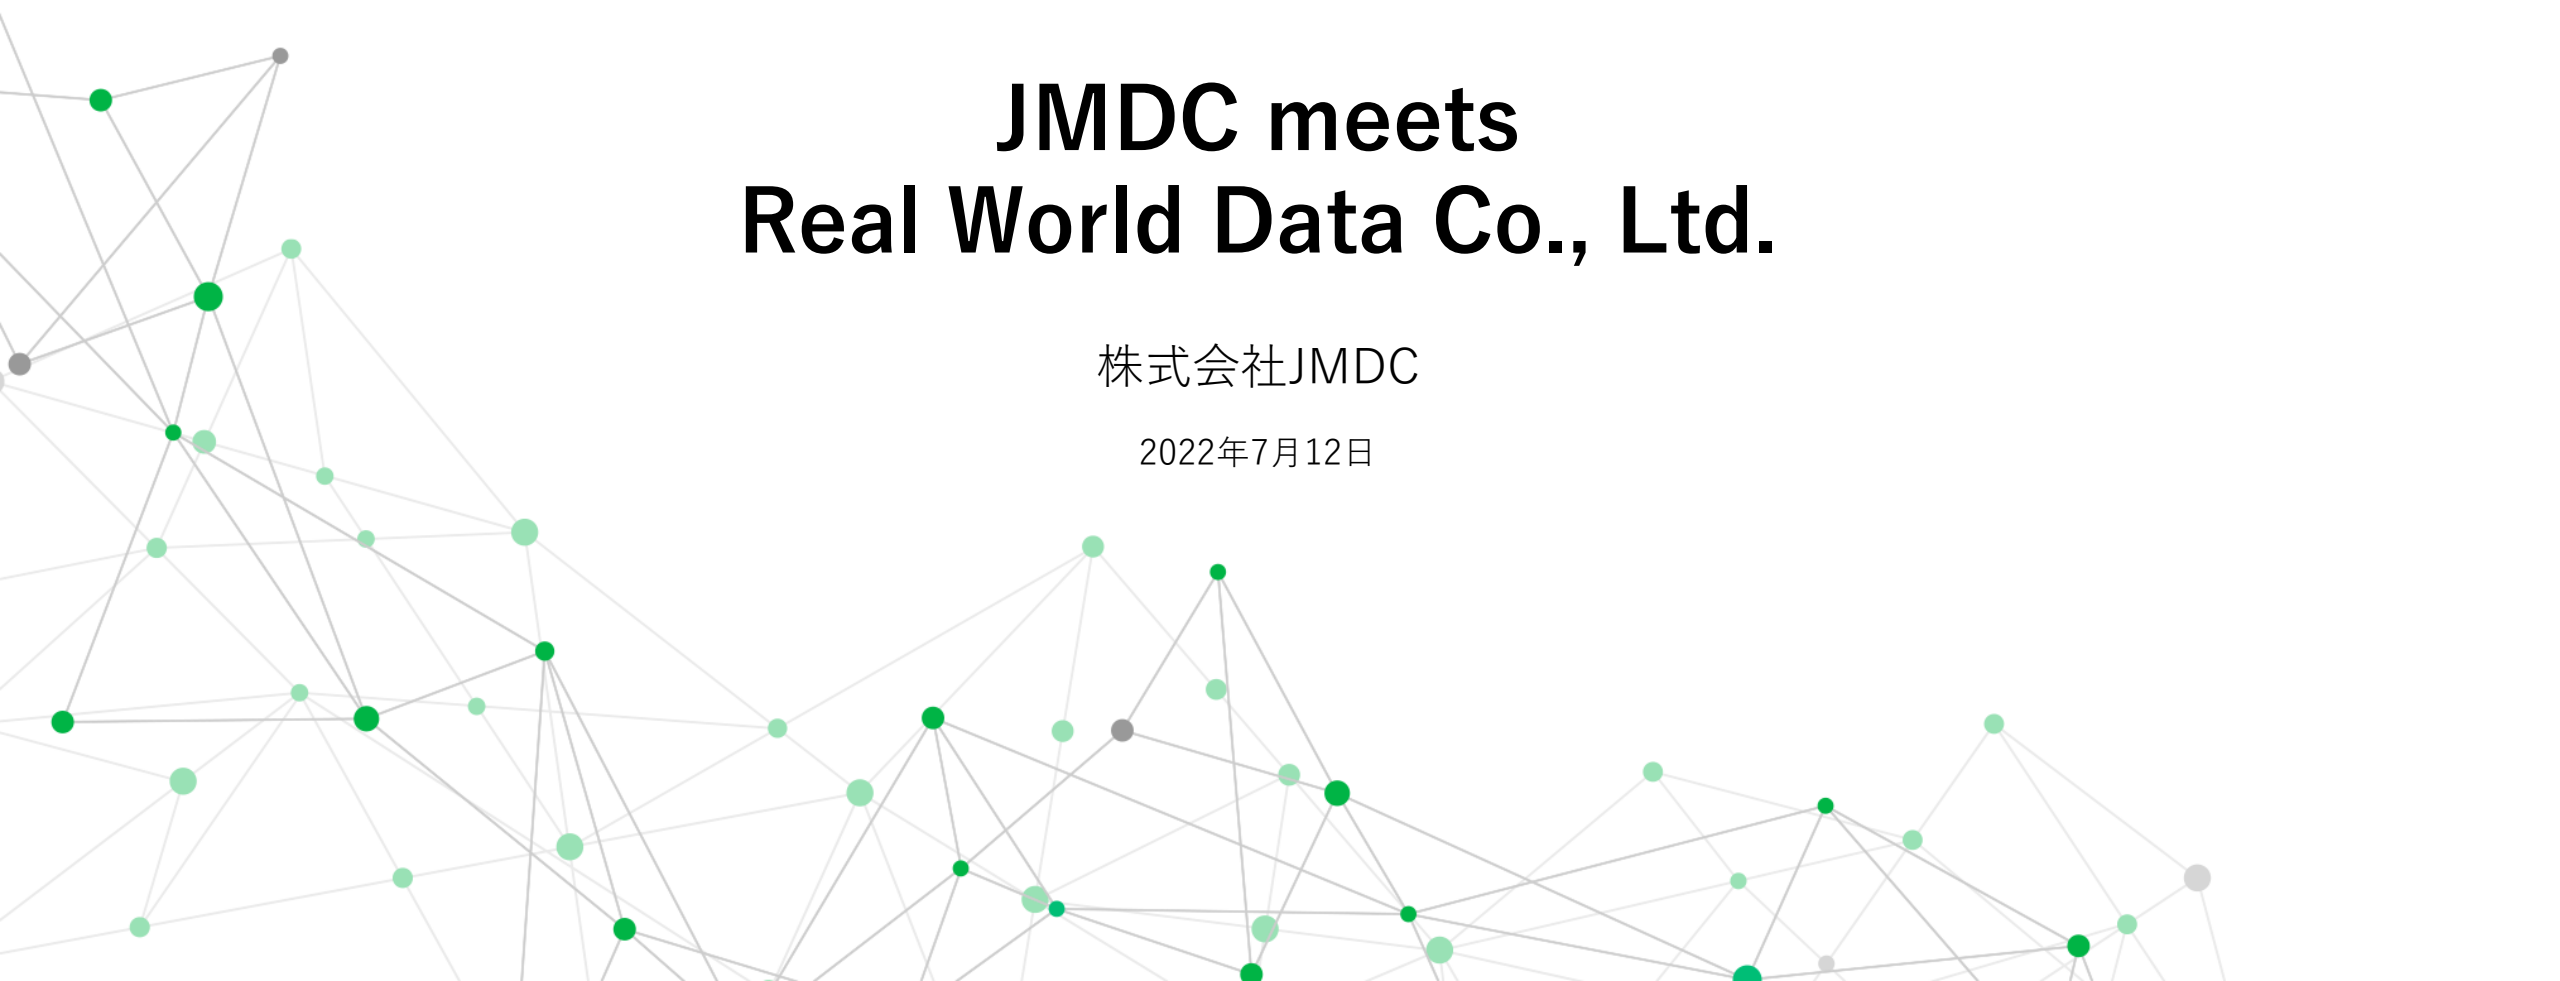 JMDC meets
Real World Data Co., Ltd.
株式会社JMDC
2022年7月12日